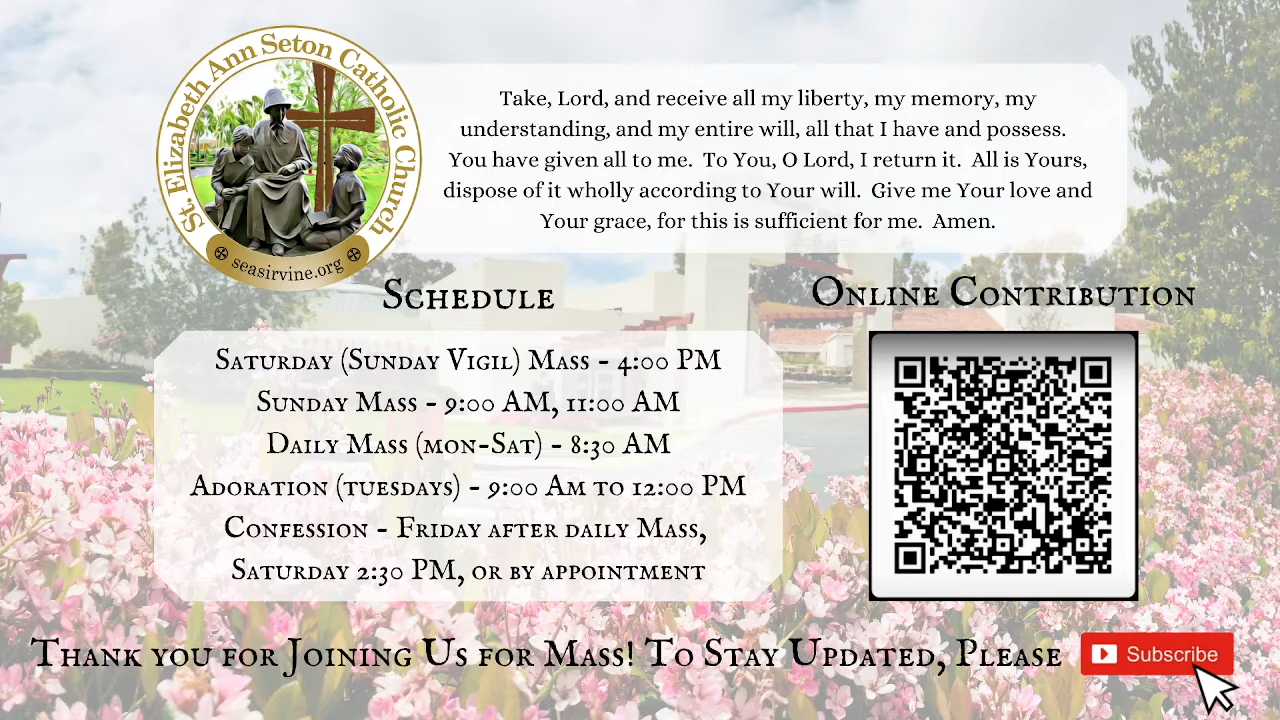 St. Elizabeth Ann Seton Catholic Church
seasirvine.org
Take, Lord, and receive all my liberty, my memory, my
understanding, and my entire will, all that I have and possess.
You have given all to me.  To You, O Lord, I return it.  All is Yours,
dispose of it wholly according to Your will.  Give me Your love and
Your grace, for this is sufficient for me.  Amen.
Schedule
Saturday (Sunday Vigil) Mass - 4:00 PM
Sunday Mass - 9:00 AM, 11:00 AM
Daily Mass (mon-Sat) - 8:30 AM
Adoration (tuesdays) - 9:00 Am to 12:00 PM
Confession - Friday after daily Mass,
Saturday 2:30 PM, or by appointment
Online Contribution
Thank you for Joining Us for Mass! To Stay Updated, Please
Subscribe